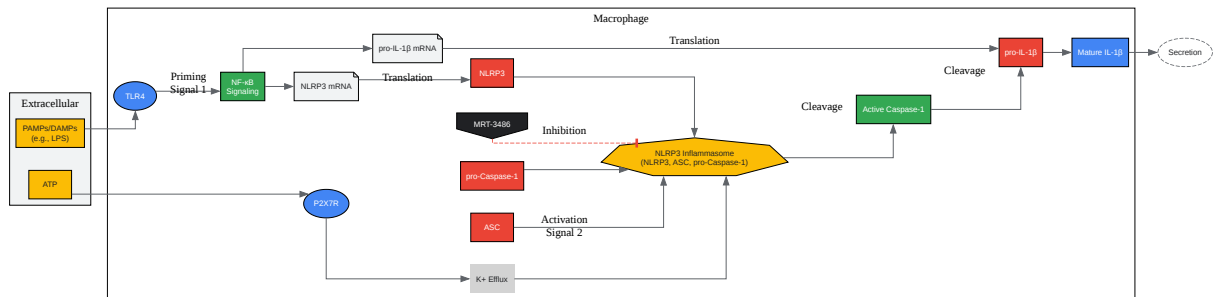 Macrophage
Extracellular
PAMPs/DAMPs
(e.g., LPS)
ATP
TLR4
Priming
Signal 1
NF-κB
Signaling
pro-IL-1β mRNA
NLRP3 mRNA
Translation
Translation
NLRP3
MRT-3486
Inhibition
pro-Caspase-1
ASC
Activation
Signal 2
K+ Efflux
P2X7R
NLRP3 Inflammasome
(NLRP3, ASC, pro-Caspase-1)
Cleavage
Active Caspase-1
Cleavage
pro-IL-1β
Mature IL-1β
Secretion